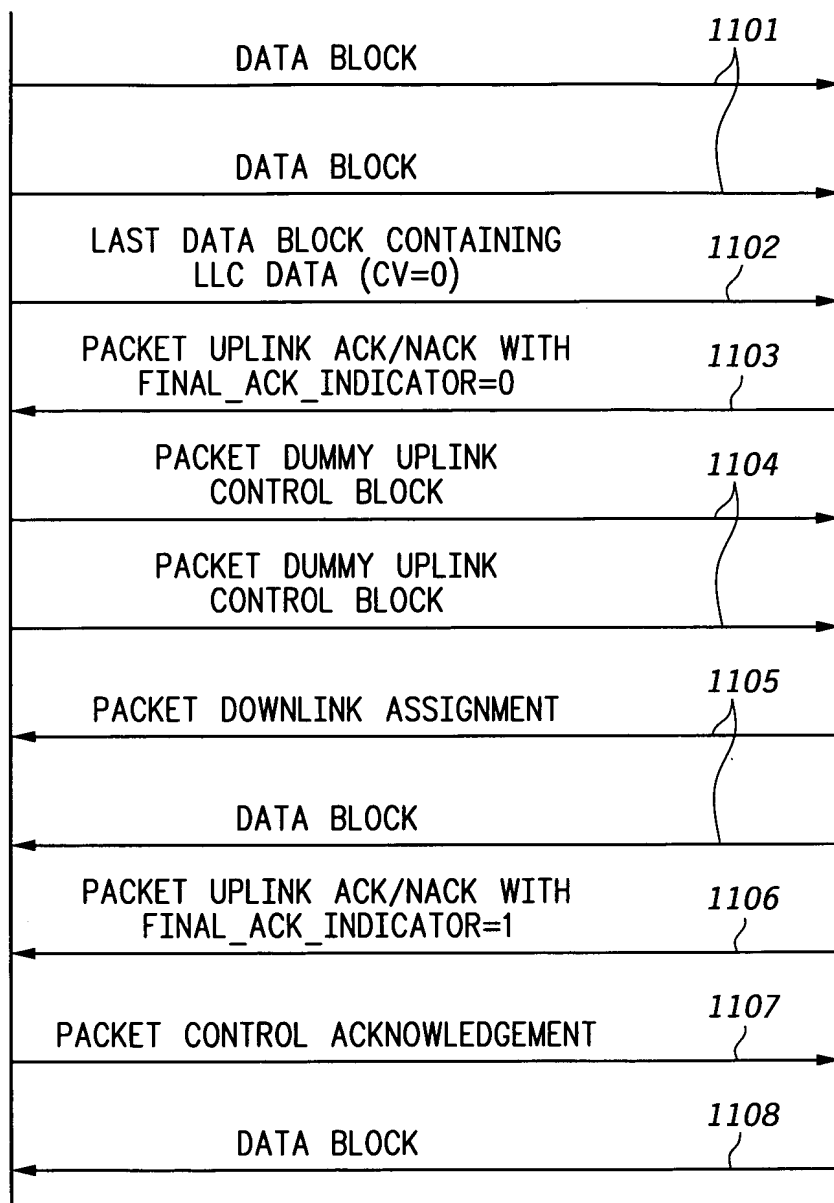 1101
DATA BLOCK
DATA BLOCK
LAST DATA BLOCK CONTAINING
LLC DATA (CV=0)
1102
PACKET UPLINK ACK/NACK WITH
FINAL_ACK_INDICATOR=0
1103
PACKET DUMMY UPLINK
CONTROL BLOCK
1104
PACKET DUMMY UPLINK
CONTROL BLOCK
1105
PACKET DOWNLINK ASSIGNMENT
DATA BLOCK
PACKET UPLINK ACK/NACK WITH
FINAL_ACK_INDICATOR=1
1106
PACKET CONTROL ACKNOWLEDGEMENT
1107
DATA BLOCK
1108